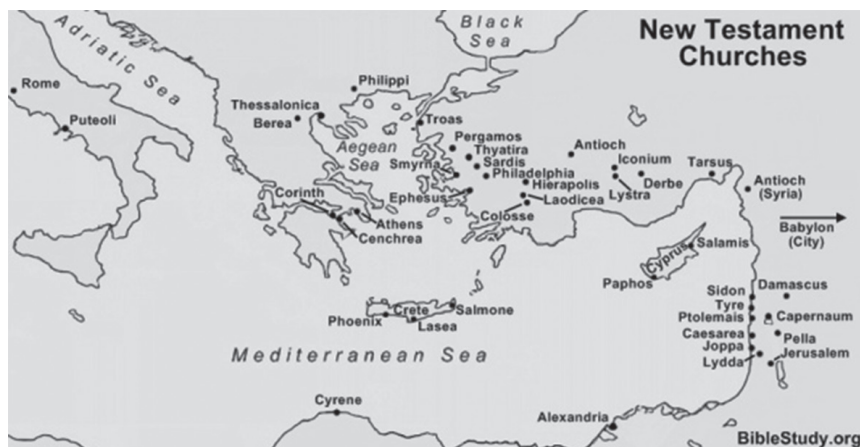 New Testament
Churches
Black
Sea
Adriatic Sea
Rome
Puteoli
Philippi
Thessalonica
Berea
Troas
Aegean
Sea
Pergamos
Thyatira
Sardis
Smyrna
Philadelphia
Antioch
Iconium
Tarsus
Hierapolis
Derbe
Antioch
(Syria)
Ephesus
Laodicea
Lystra
Corinth
Colosse
Athens
Cenchrea
Babylon
(City)
Cyprus
Salamis
Paphos
Sidon
Damascus
Tyre
Ptolemais
Capernaum
Crete
Salmone
Phoenix
Lasea
Caesarea
Pella
Joppa
Jerusalem
Lydda
Mediterranean Sea
Cyrene
Alexandria
BibleStudy.org